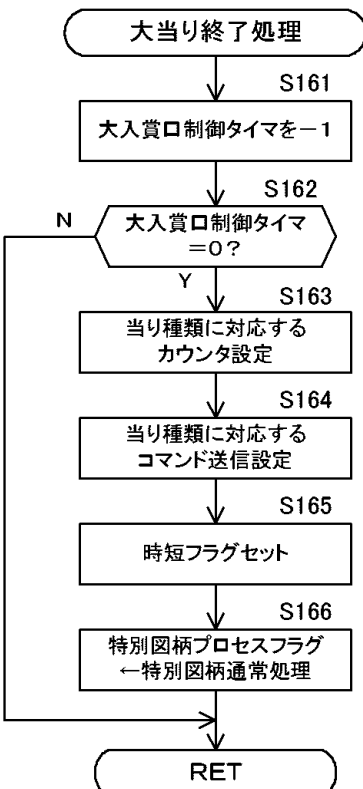 大当り終了処理
S161
大入賞口制御タイマを－1
S162
N
大入賞口制御タイマ
＝0？
Y
S163
当り種類に対応する
カウンタ設定
S164
当り種類に対応する
コマンド送信設定
S165
時短フラグセット
S166
特別図柄プロセスフラグ
←特別図柄通常処理
RET